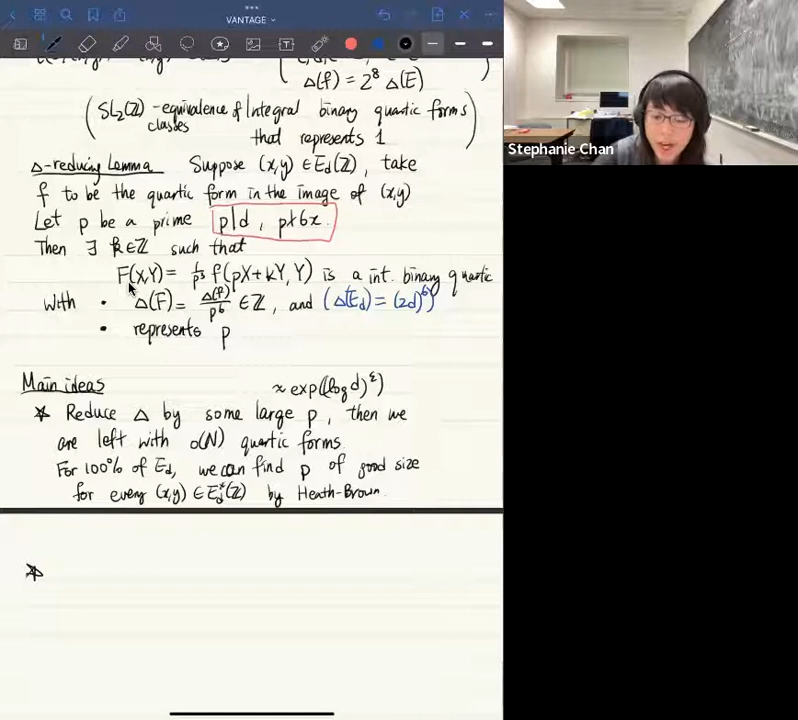 VANTAGE
Δ(f) = 2⁸ Δ(E)
(SL₂(ℤ)-equivalence of Integral binary quartic forms
classes
that represents 1)
Δ-reducing Lemma Suppose (x,y) ∈ E_d(ℤ), take
f to be the quartic form in the image of (x,y)
Let p be a prime p|d, p∤6x.
Then ∃ k∈ℤ such that
F(X,Y) = 1/p³ f(pX+kY, Y) is a int. binary quartic
with • Δ(F) = Δ(f)/p⁶ ∈ ℤ, and (Δ(E_d) = (2d)⁶)
• represents p
Main ideas
≈ exp((log d)^ε)
* Reduce Δ by some large p, then we
are left with o(N) quartic forms
For 100% of E_d, we can find p of good size
for every (x,y) ∈ E_d*(ℤ) by Heath-Brown.
*
Stephanie Chan